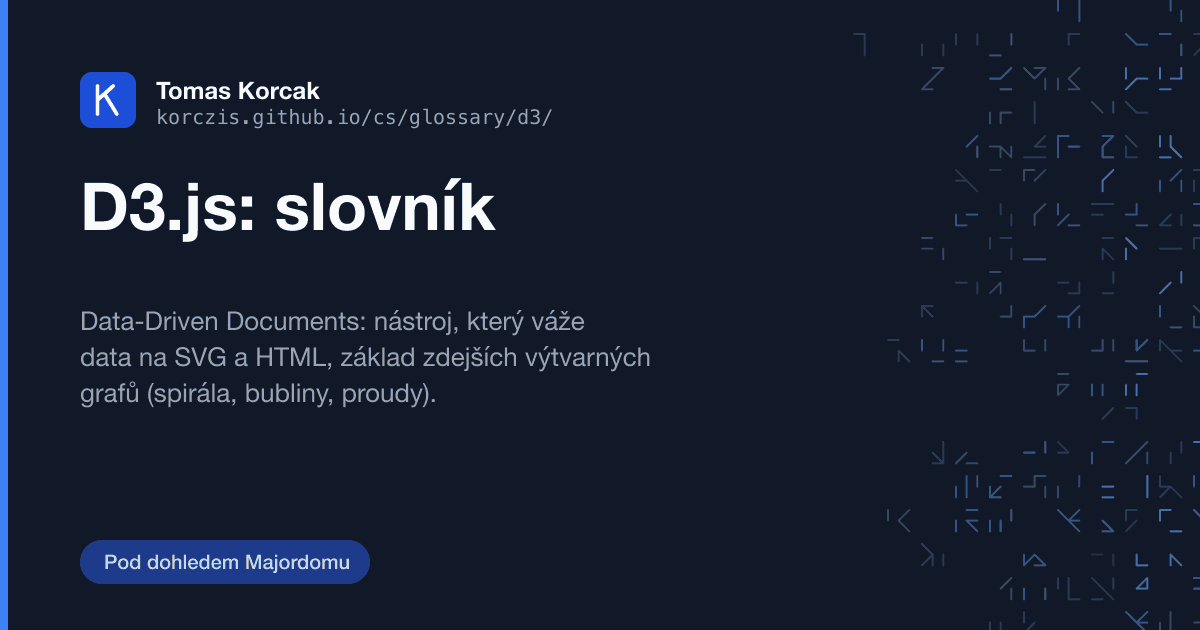 K
Tomas Korcak
korczis.github.io/cs/glossary/d3/
D3.js: slovník
Data-Driven Documents: nástroj, který váže
data na SVG a HTML, základ zdejších výtvarných
grafů (spirála, bubliny, proudy).
Pod dohledem Majordomu